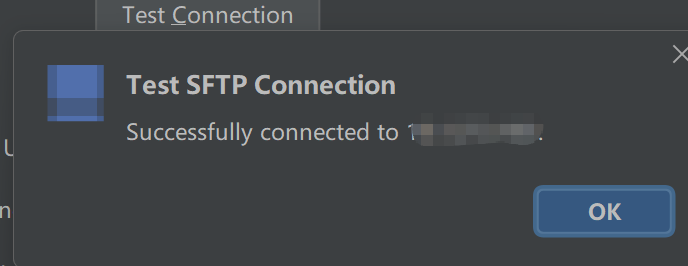 Test Connection
Test SFTP Connection
Successfully connected to
OK